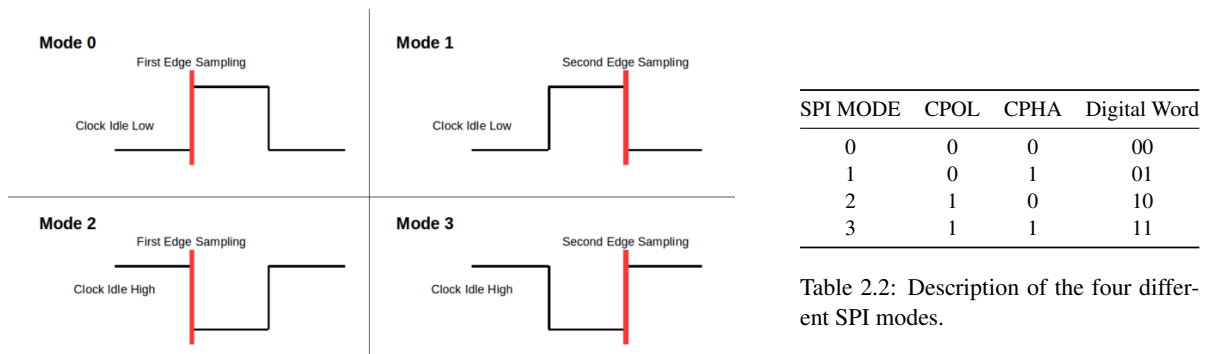 Mode 0
First Edge Sampling
Clock Idle Low
Mode 1
Second Edge Sampling
Clock Idle Low
Mode 2
First Edge Sampling
Clock Idle High
Mode 3
Second Edge Sampling
Clock Idle High
SPI MODE CPOL CPHA Digital Word
0 0 0 00
1 0 1 01
2 1 0 10
3 1 1 11
Table 2.2: Description of the four differ-
ent SPI modes.